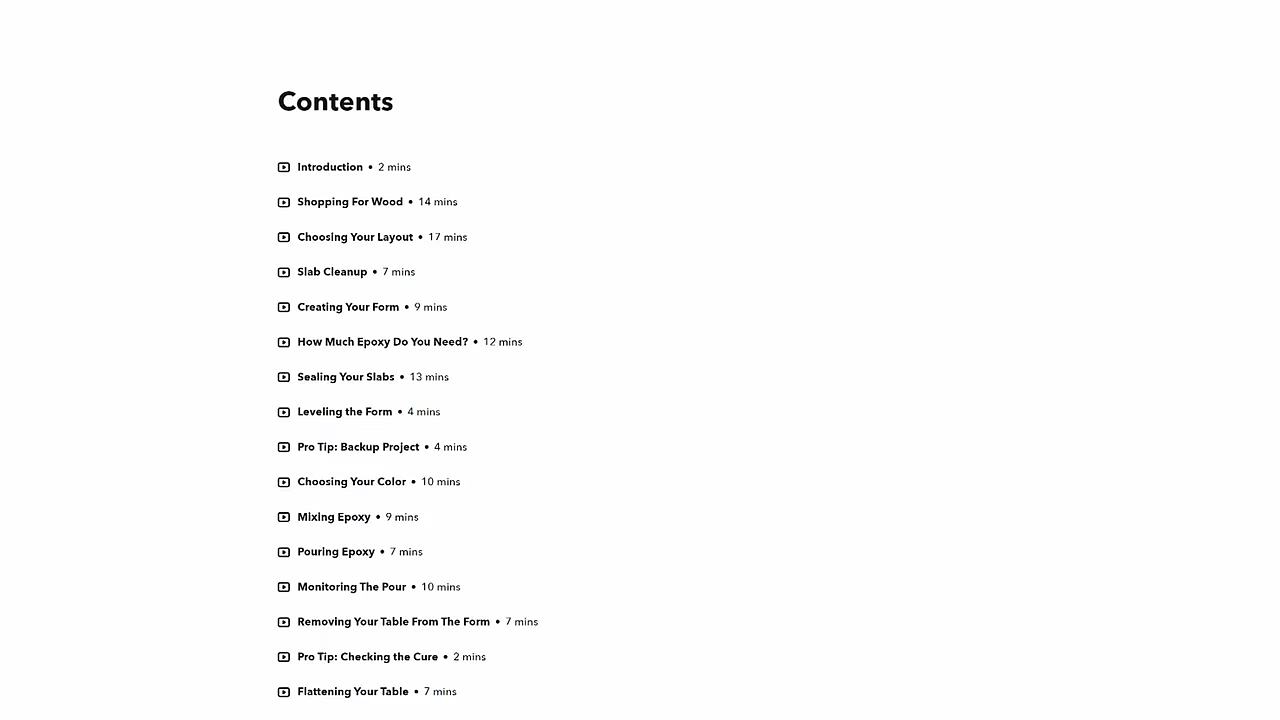 Contents
Introduction • 2 mins
Shopping For Wood • 14 mins
Choosing Your Layout • 17 mins
Slab Cleanup • 7 mins
Creating Your Form • 9 mins
How Much Epoxy Do You Need? • 12 mins
Sealing Your Slabs • 13 mins
Leveling the Form • 4 mins
Pro Tip: Backup Project • 4 mins
Choosing Your Color • 10 mins
Mixing Epoxy • 9 mins
Pouring Epoxy • 7 mins
Monitoring The Pour • 10 mins
Removing Your Table From The Form • 7 mins
Pro Tip: Checking the Cure • 2 mins
Flattening Your Table • 7 mins